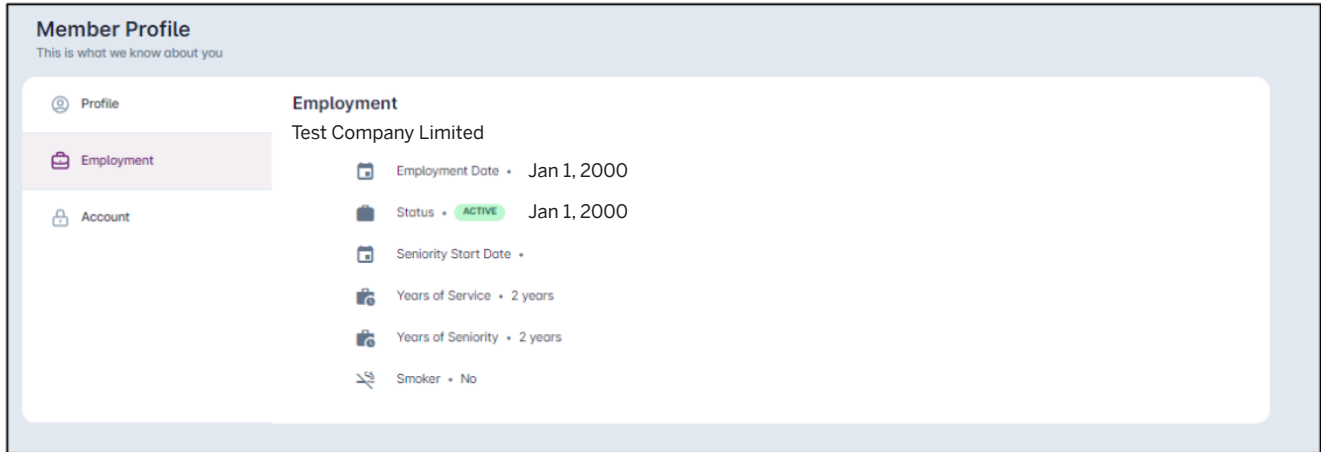 Member Profile
This is what we know about you
Profile
Employment
Account
Employment
Test Company Limited
Employment Date • Jan 1, 2000
Status • ACTIVE Jan 1, 2000
Seniority Start Date •
Years of Service • 2 years
Years of Seniority • 2 years
Smoker • No